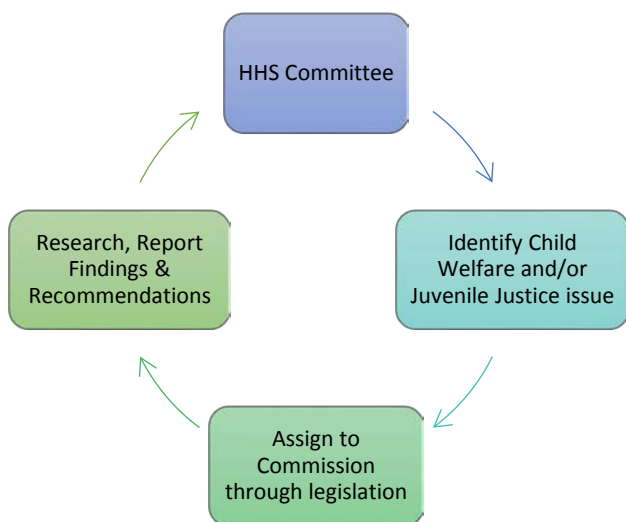 HHS Committee
Identify Child
Welfare and/or
Juvenile Justice issue
Assign to
Commission
through legislation
Research, Report
Findings &
Recommendations